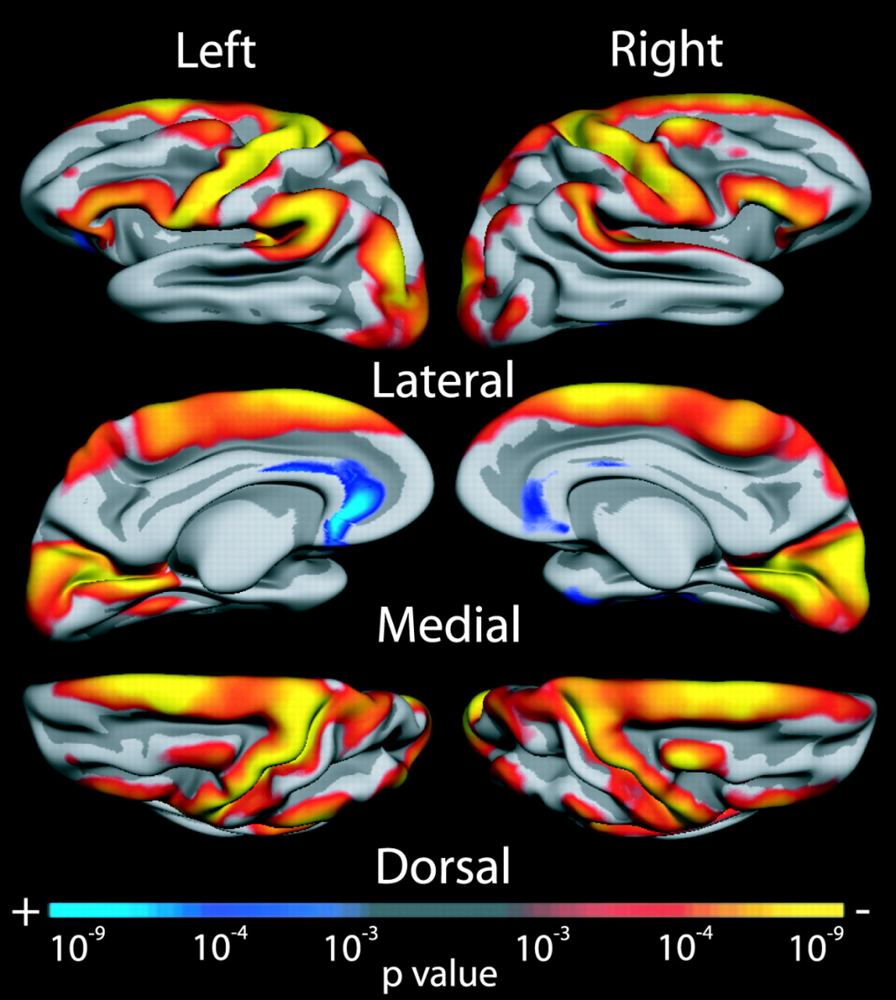 Left Right
Lateral
Medial
Dorsal
+ -
10-9 10-4 10-3 10-3 10-4 10-9
p value